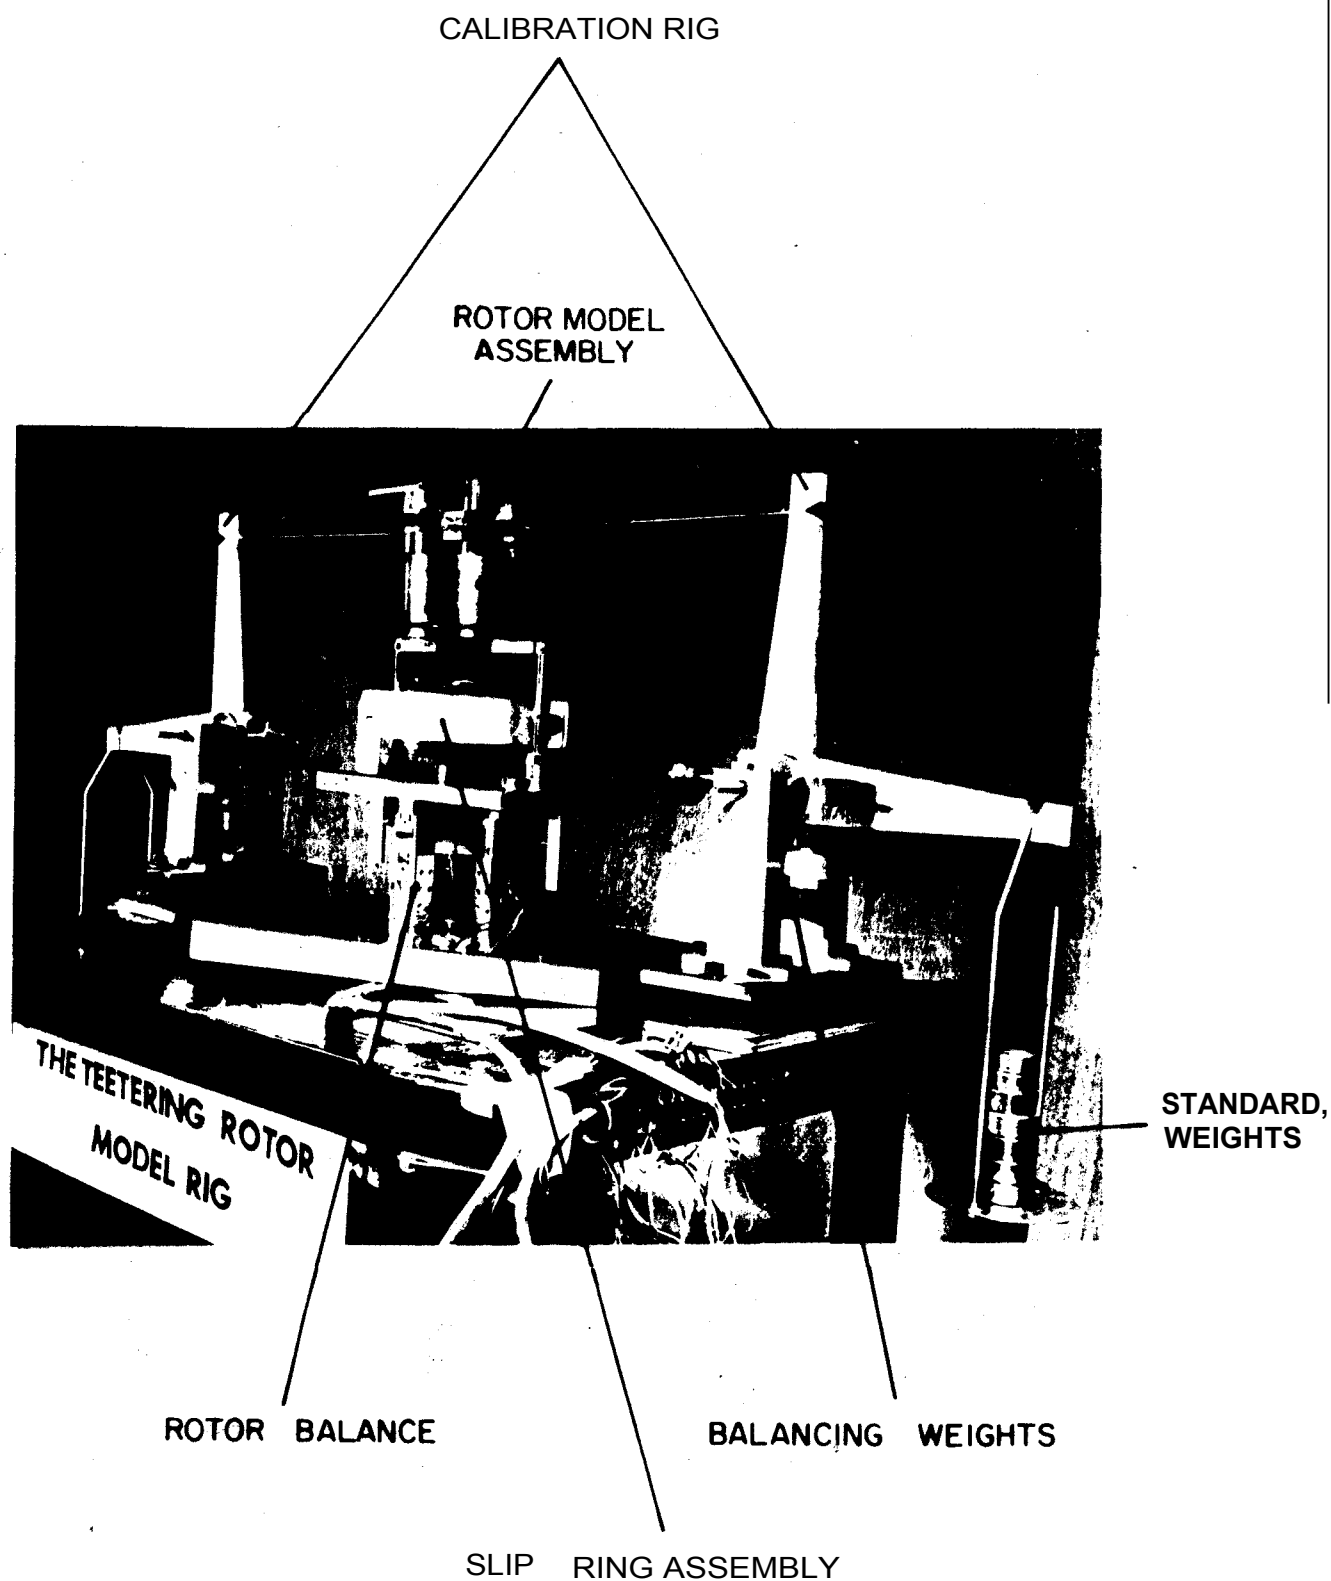 CALIBRATION RIG
ROTOR MODEL
ASSEMBLY
THE TEETERING ROTOR
MODEL RIG
STANDARD,
WEIGHTS
ROTOR BALANCE
BALANCING WEIGHTS
SLIP RING ASSEMBLY